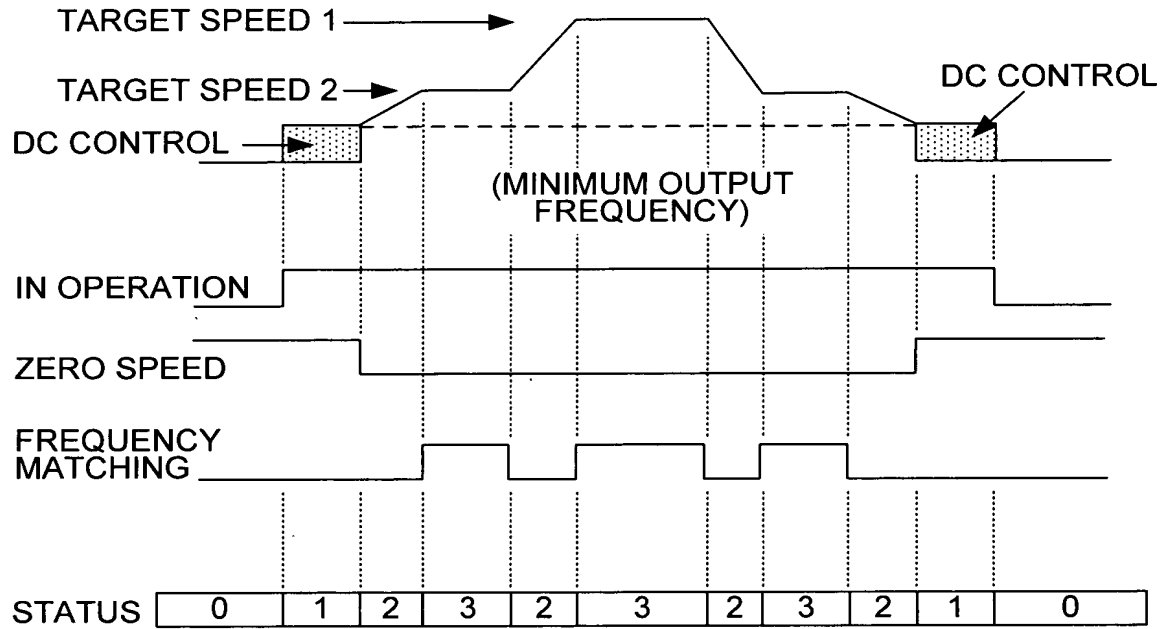 TARGET SPEED 1
TARGET SPEED 2
DC CONTROL
DC CONTROL
(MINIMUM OUTPUT
FREQUENCY)
IN OPERATION
ZERO SPEED
FREQUENCY
MATCHING
STATUS 0 1 2 3 2 3 2 3 2 1 0